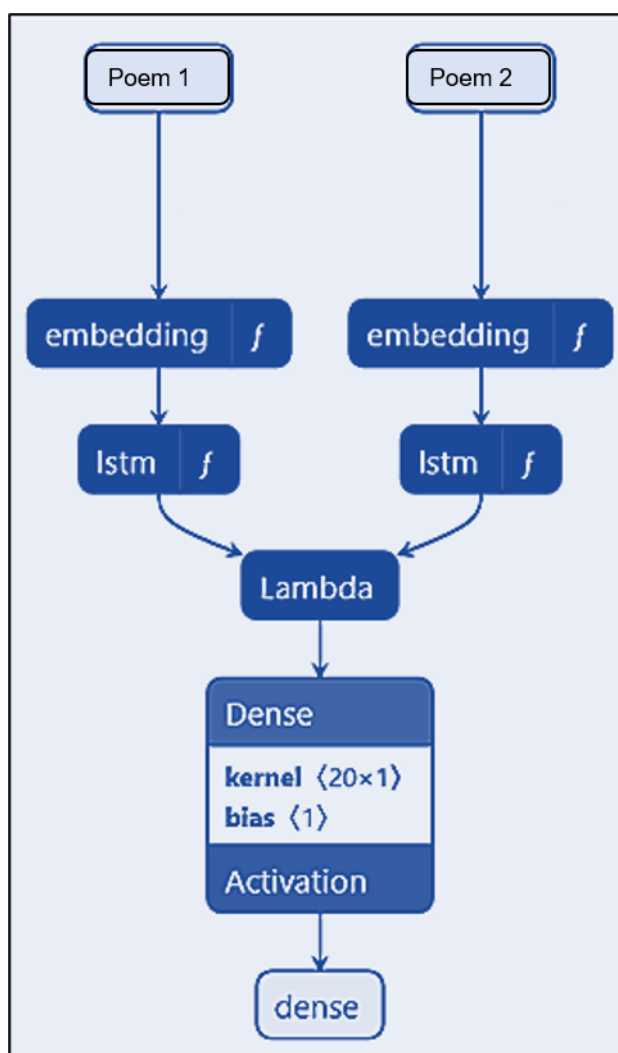 Poem 1
Poem 2
embedding f
embedding f
lstm f
lstm f
Lambda
Dense
kernel ⟨20×1⟩
bias ⟨1⟩
Activation
dense